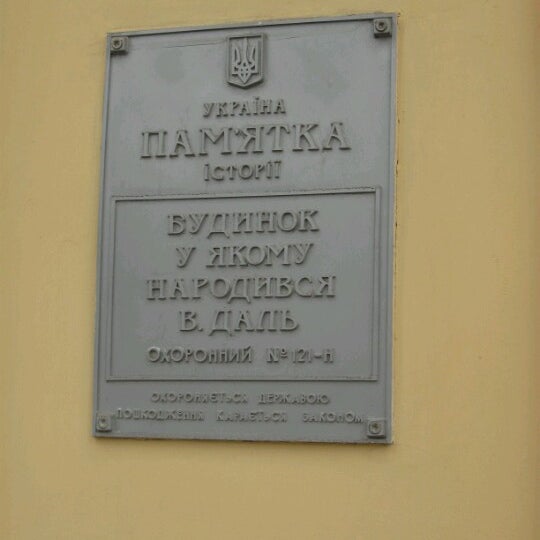 УКРАЇНА
ПАМ'ЯТКА
ІСТОРІЇ
БУДИНОК
У ЯКОМУ
НАРОДИВСЯ
В. ДАЛЬ
ОХОРОННИЙ № 121-Н
ОХОРОНЯЄТЬСЯ ДЕРЖАВОЮ
ПОШКОДЖЕННЯ КАРАЄТЬСЯ ЗАКОНОМ